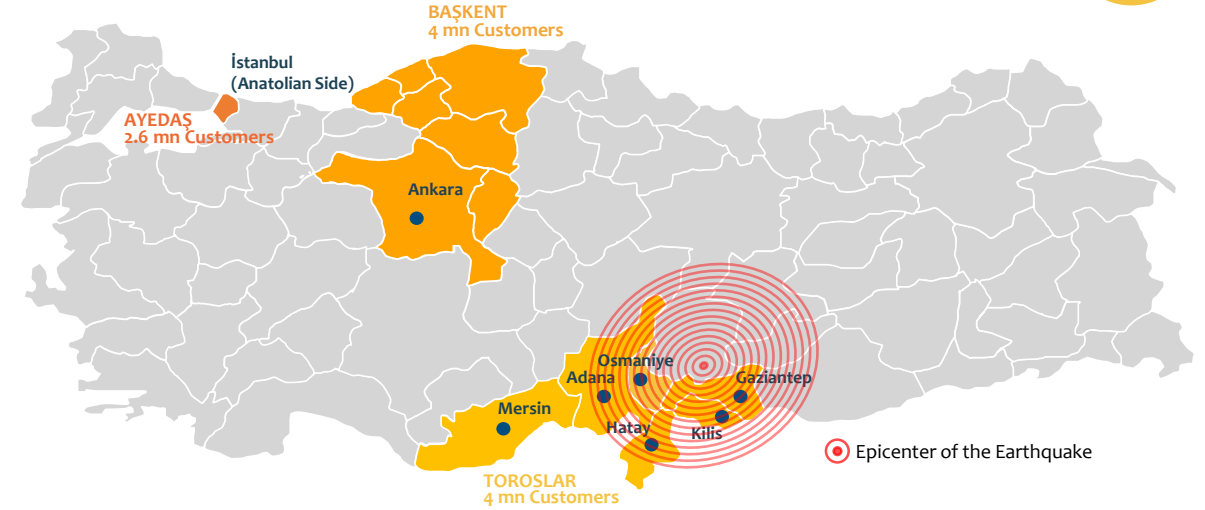 BAŞKENT
4 mn Customers
İstanbul
(Anatolian Side)
AYEDAŞ
2.6 mn Customers
Ankara
Osmaniye
Adana
Gaziantep
Mersin
Hatay
Kilis
Epicenter of the Earthquake
TOROSLAR
4 mn Customers